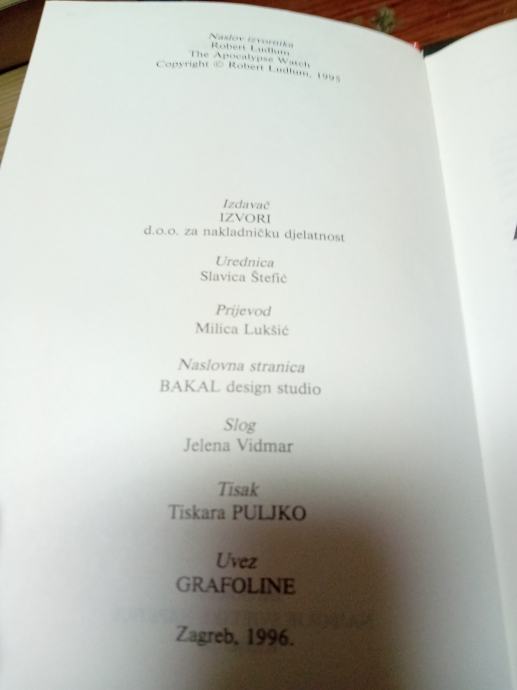 Naslov izvornika
Robert Ludlum
The Apocalypse Watch
Copyright © Robert Ludlum, 1995
Izdavač
IZVORI
d.o.o. za nakladničku djelatnost
Urednica
Slavica Štefić
Prijevod
Milica Lukšić
Naslovna stranica
BAKAL design studio
Slog
Jelena Vidmar
Tisak
Tiskara PULJKO
Uvez
GRAFOLINE
Zagreb, 1996.